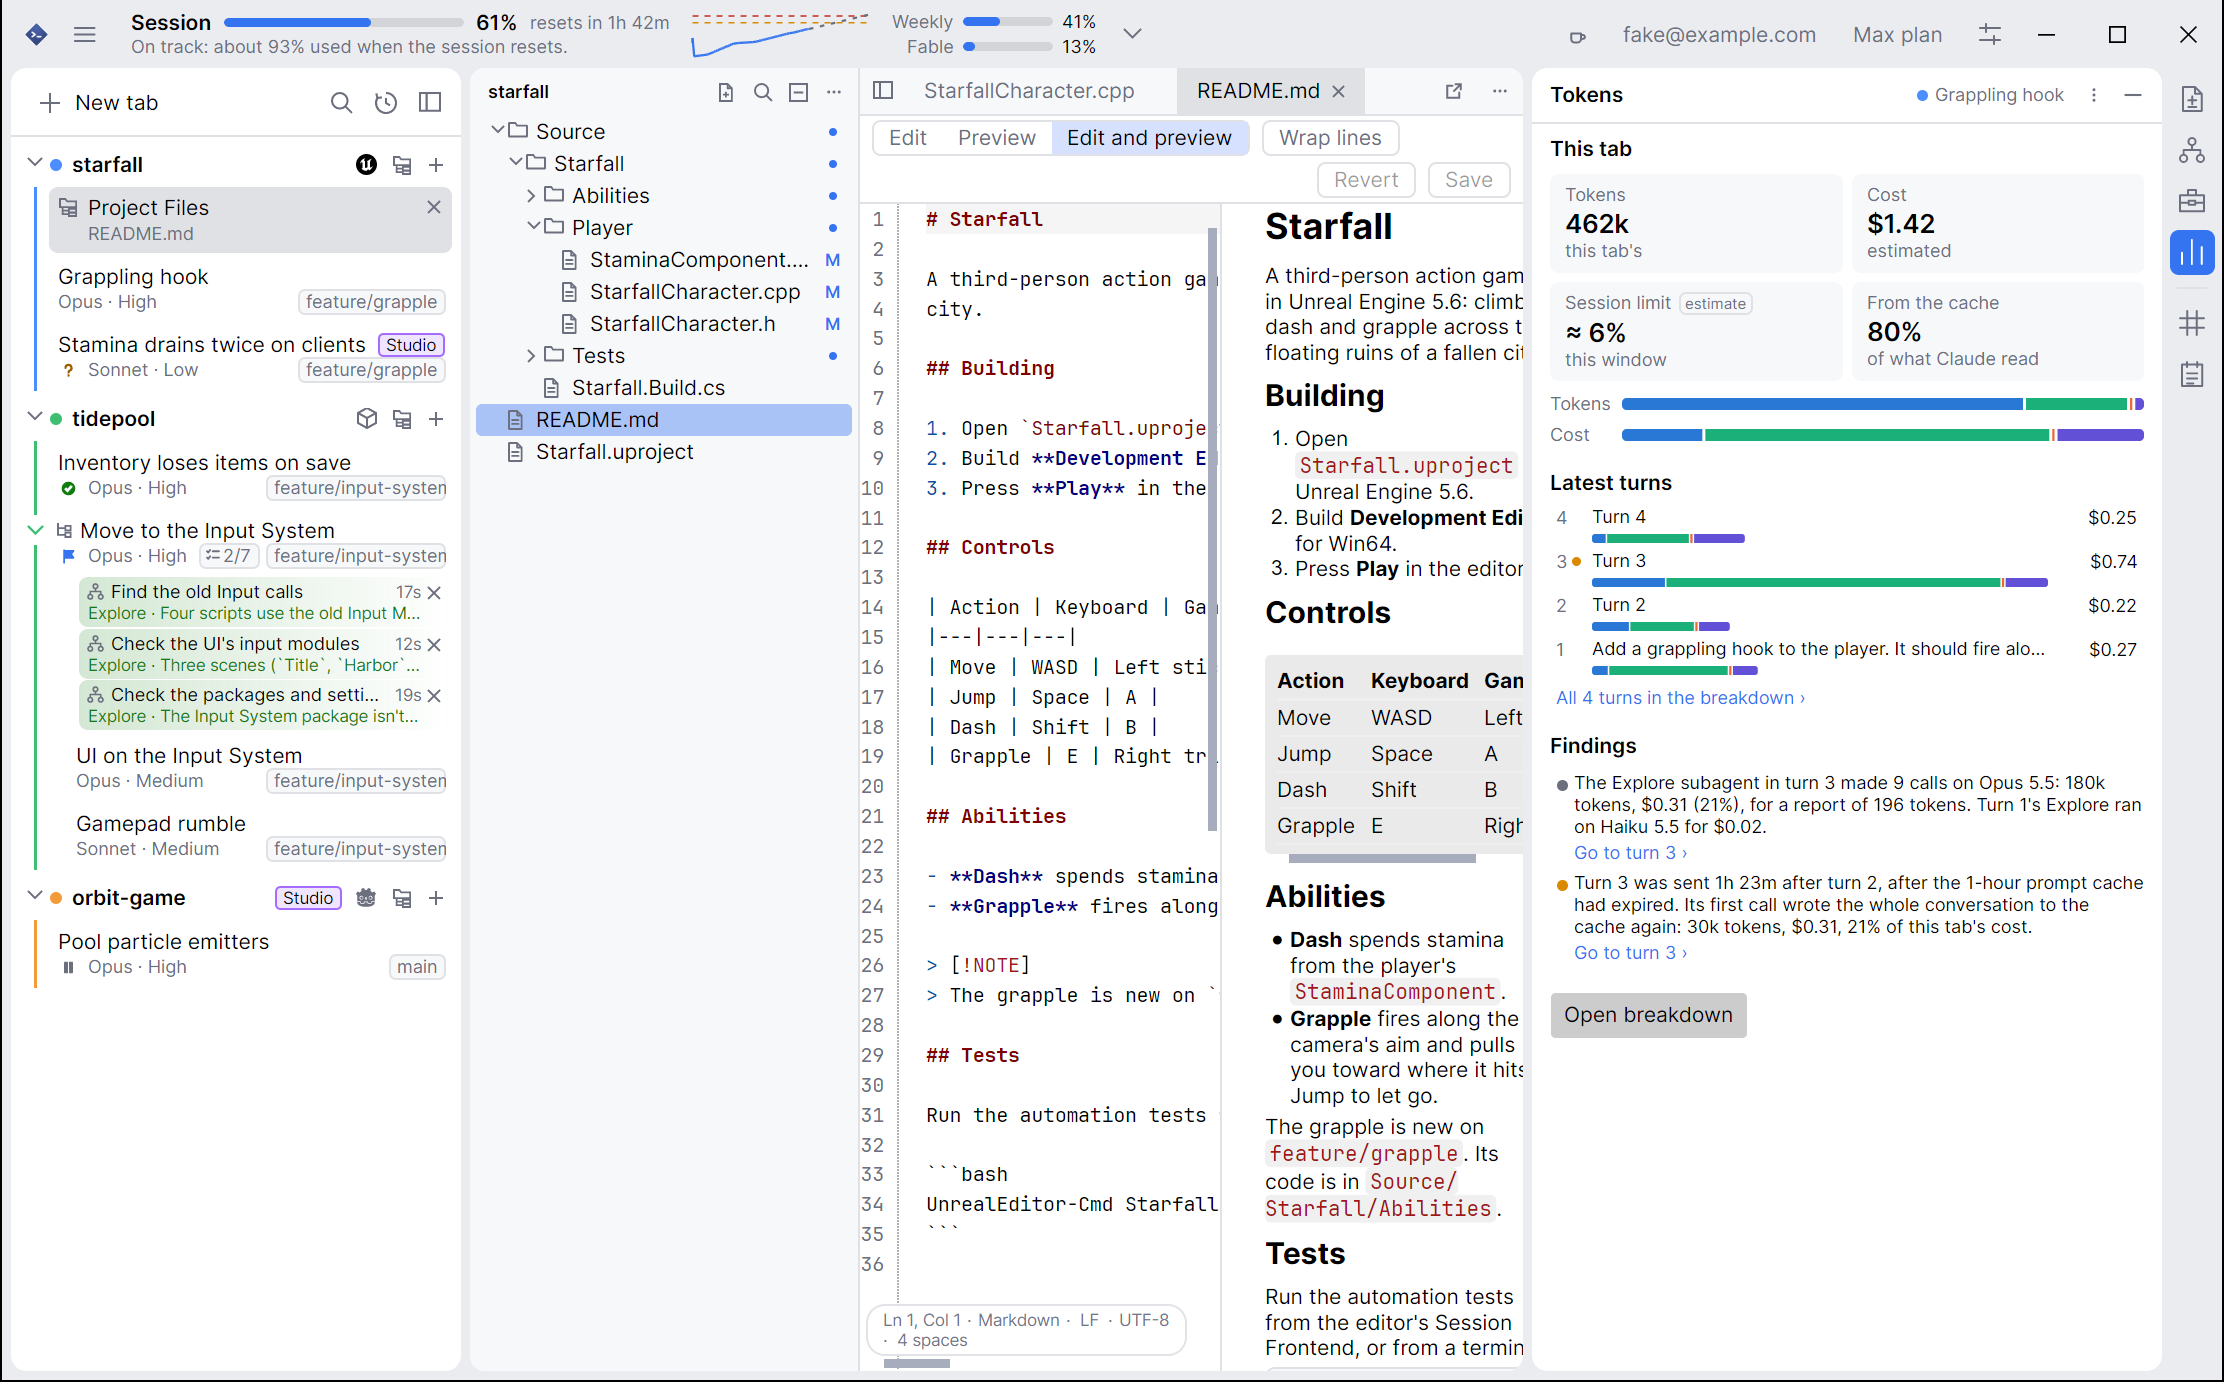 Session 61% resets in 1h 42m
On track: about 93% used when the session resets.
Weekly 41%
Fable 13%
fake@example.com Max plan
New tab
starfall
Project Files
README.md
Grappling hook
Opus · High feature/grapple
Stamina drains twice on clients Studio
? Sonnet · Low feature/grapple
tidepool
Inventory loses items on save
Opus · High feature/input-system
Move to the Input System
Opus · High 2/7 feature/input-system
Find the old Input calls 17s
Explore · Four scripts use the old Input M...
Check the UI's input modules 12s
Explore · Three scenes (`Title`, `Harbor`...
Check the packages and setti... 19s
Explore · The Input System package isn't...
UI on the Input System
Opus · Medium feature/input-system
Gamepad rumble
Sonnet · Medium feature/input-system
orbit-game Studio
Pool particle emitters
Opus · High main
starfall
Source
Starfall
Abilities
Player
StaminaComponent.... M
StarfallCharacter.cpp M
StarfallCharacter.h M
Tests
Starfall.Build.cs
README.md
Starfall.uproject
StarfallCharacter.cpp README.md
Edit Preview Edit and preview Wrap lines
Revert Save
1 # Starfall
2
3 A third-person action ga
4 city.
5
6 ## Building
7
8 1. Open `Starfall.uproje
9 2. Build **Development E
10 3. Press **Play** in the
11
12 ## Controls
13
14 | Action | Keyboard | Ga
15 |---|---|---|
16 | Move | WASD | Left sti
17 | Jump | Space | A |
18 | Dash | Shift | B |
19 | Grapple | E | Right tr
20
21 ## Abilities
22
23 - **Dash** spends stamina
24 - **Grapple** fires along
25
26 > [!NOTE]
27 > The grapple is new on `
28
29 ## Tests
30
31 Run the automation tests
32
33 ```bash
34 UnrealEditor-Cmd Starfall
35 ```
36
Ln 1, Col 1 · Markdown · LF · UTF-8
· 4 spaces
Starfall
A third-person action gam
in Unreal Engine 5.6: climb
dash and grapple across t
floating ruins of a fallen cit
Building
1. Open
Starfall.uproject
Unreal Engine 5.6.
2. Build Development Edi
for Win64.
3. Press Play in the editor
Controls
Action Keyboard Gam
Move WASD Left
Jump Space A
Dash Shift B
Grapple E Righ
Abilities
• Dash spends stamina
from the player's
StaminaComponent.
• Grapple fires along the
camera's aim and pulls
you toward where it hits
Jump to let go.
The grapple is new on
feature/grapple. Its
code is in Source/
Starfall/Abilities.
Tests
Run the automation tests
from the editor's Session
Frontend, or from a termin
Tokens Grappling hook
This tab
Tokens
462k
this tab's
Cost
$1.42
estimated
Session limit estimate
≈ 6%
this window
From the cache
80%
of what Claude read
Tokens
Cost
Latest turns
4 Turn 4 $0.25
3 Turn 3 $0.74
2 Turn 2 $0.22
1 Add a grappling hook to the player. It should fire alo... $0.27
All 4 turns in the breakdown ›
Findings
The Explore subagent in turn 3 made 9 calls on Opus 5.5: 180k
tokens, $0.31 (21%), for a report of 196 tokens. Turn 1's Explore ran
on Haiku 5.5 for $0.02.
Go to turn 3 ›
Turn 3 was sent 1h 23m after turn 2, after the 1-hour prompt cache
had expired. Its first call wrote the whole conversation to the
cache again: 30k tokens, $0.31, 21% of this tab's cost.
Go to turn 3 ›
Open breakdown